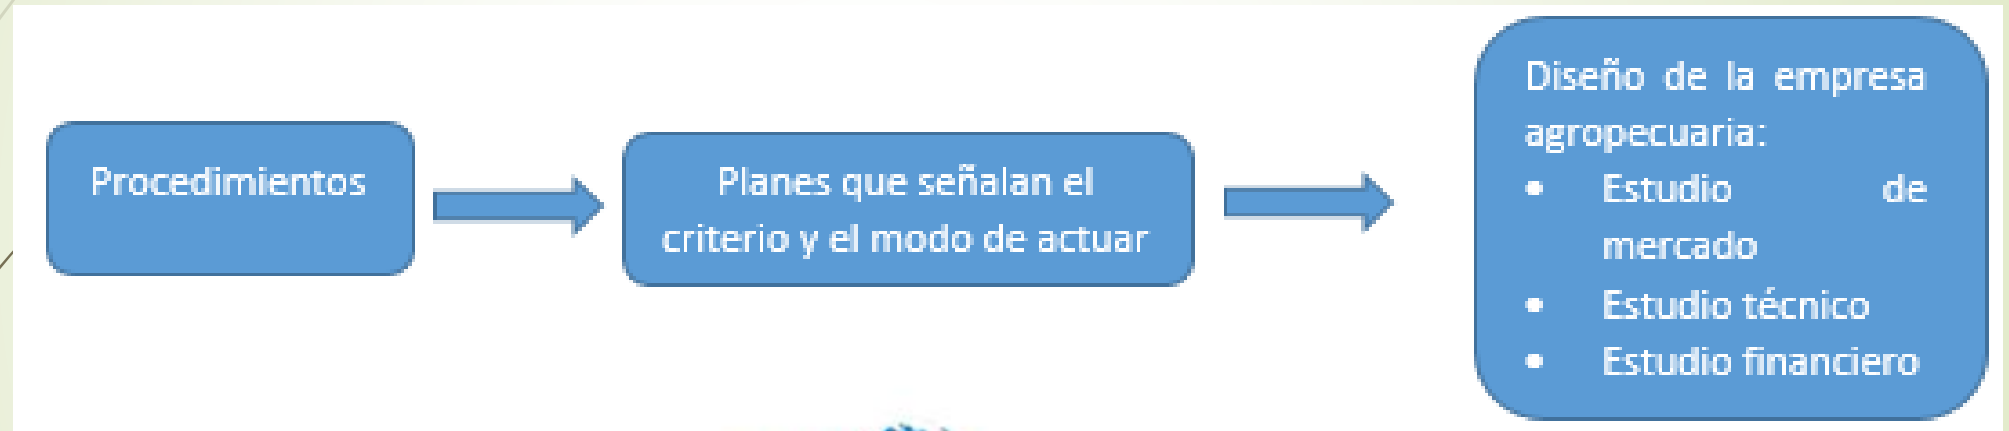 Procedimientos
Planes que señalan el
criterio y el modo de actuar
Diseño de la empresa
agropecuaria:
• Estudio de
mercado
• Estudio técnico
• Estudio financiero